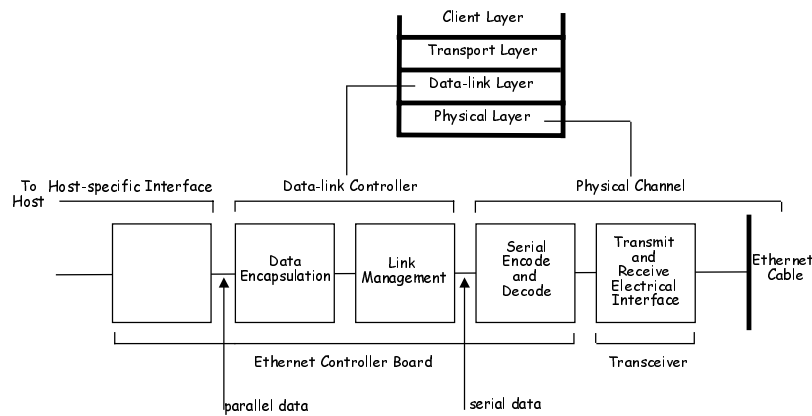 Client Layer
Transport Layer
Data-link Layer
Physical Layer
To
Host
Host-specific Interface
Data-link Controller
Physical Channel
Data
Encapsulation
Link
Management
Serial
Encode
and
Decode
Transmit
and
Receive
Electrical
Interface
Ethernet
Cable
Ethernet Controller Board
Transceiver
parallel data
serial data